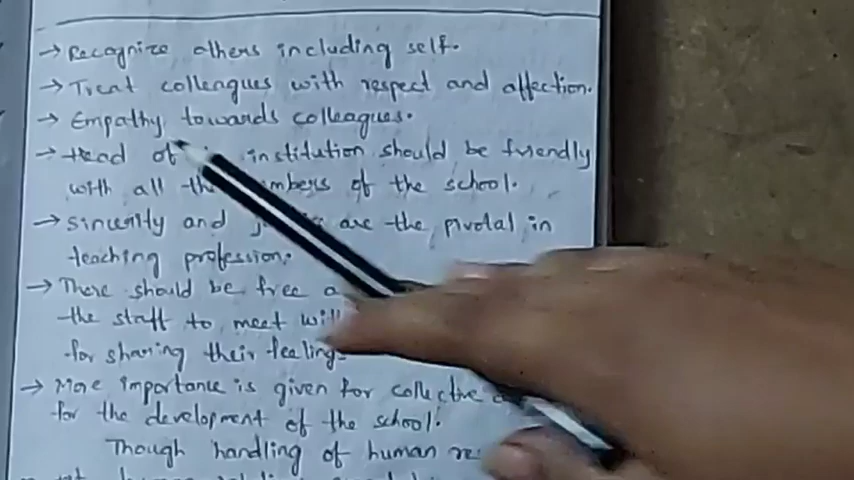 → Recognize others including self.
→ Treat colleagues with respect and affection.
→ Empathy towards colleagues.
→ Head of institution should be friendly
with all the members of the school.
→ Sincerity and are the pivotal in
teaching profession.
→ There should be free
the staff to meet
for sharing their feelings
→ More importance is given for collective
for the development of the school.
Though handling of human